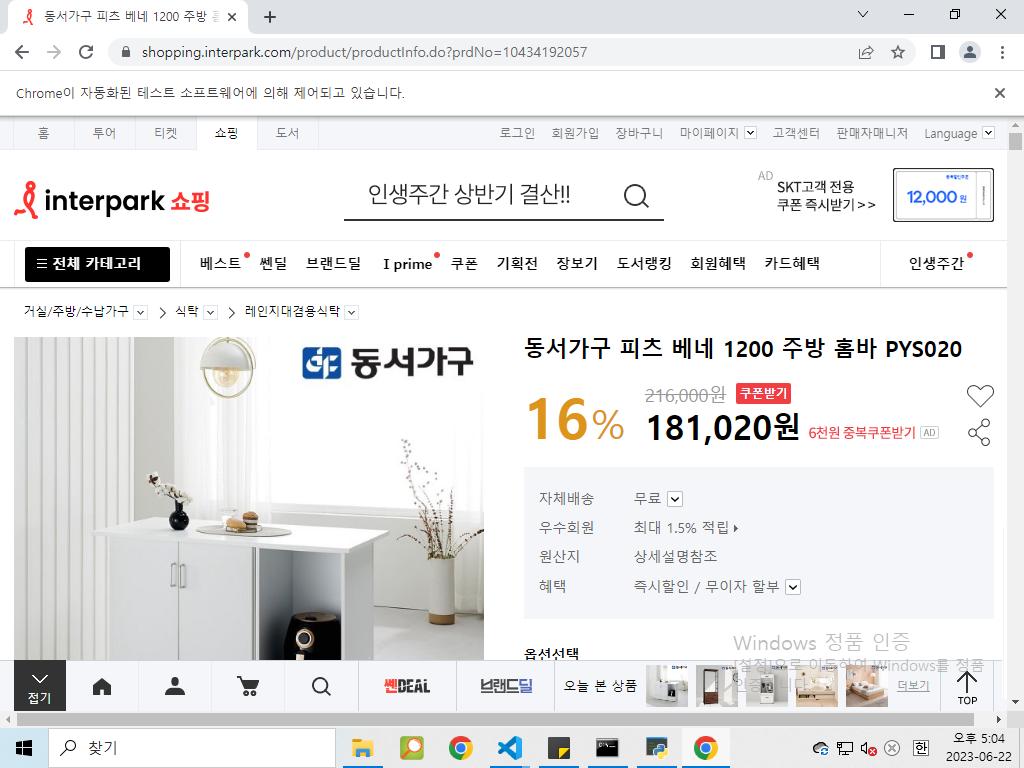 동서가구 피츠 베네 1200 주방 홈
shopping.interpark.com/product/productInfo.do?prdNo=10434192057
Chrome이 자동화된 테스트 소프트웨어에 의해 제어되고 있습니다.
홈 투어 티켓 쇼핑 도서 로그인 회원가입 장바구니 마이페이지 고객센터 판매자매니저 Language
interpark 쇼핑
인생주간 상반기 결산!!
AD SKT고객 전용
쿠폰 즉시받기>>
12,000원
전체 카테고리 베스트 쎈딜 브랜드딜 I prime 쿠폰 기획전 장보기 도서랭킹 회원혜택 카드혜택 인생주간
거실/주방/수납가구 > 식탁 > 레인지대겸용식탁
동서가구
동서가구 피츠 베네 1200 주방 홈바 PYS020
16%
216,000원 쿠폰받기
181,020원 6천원 중복쿠폰받기 AD
자체배송 무료
우수회원 최대 1.5% 적립
원산지 상세설명참조
혜택 즉시할인 / 무이자 할부
옵션선택
Windows 정품 인증
[설정]으로 이동하여 Windows를 정품
접기
쎈DEAL
브랜드딜
오늘 본 상품
더보기
TOP
찾기
한
오후 5:04
2023-06-22